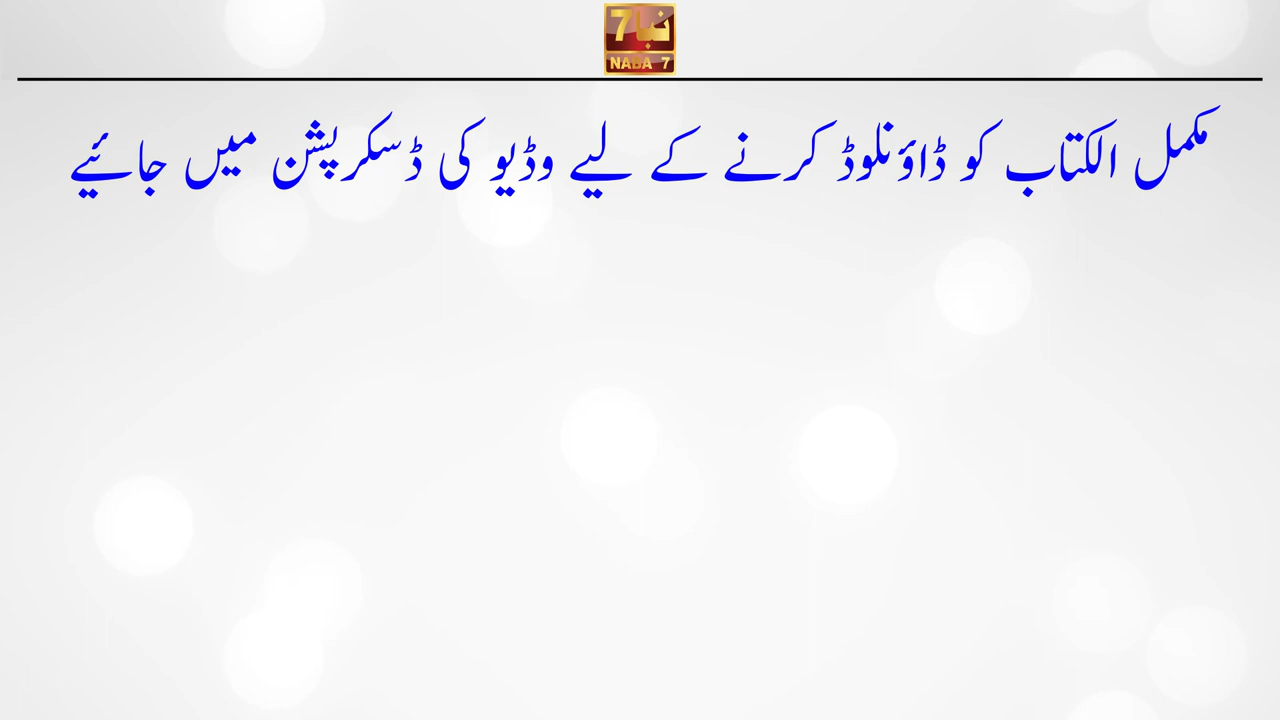 نبا 7
NABA 7
مکمل الکتاب کو ڈاؤنلوڈ کرنے کے لیے وڈیو کی ڈسکرپشن میں جائیے